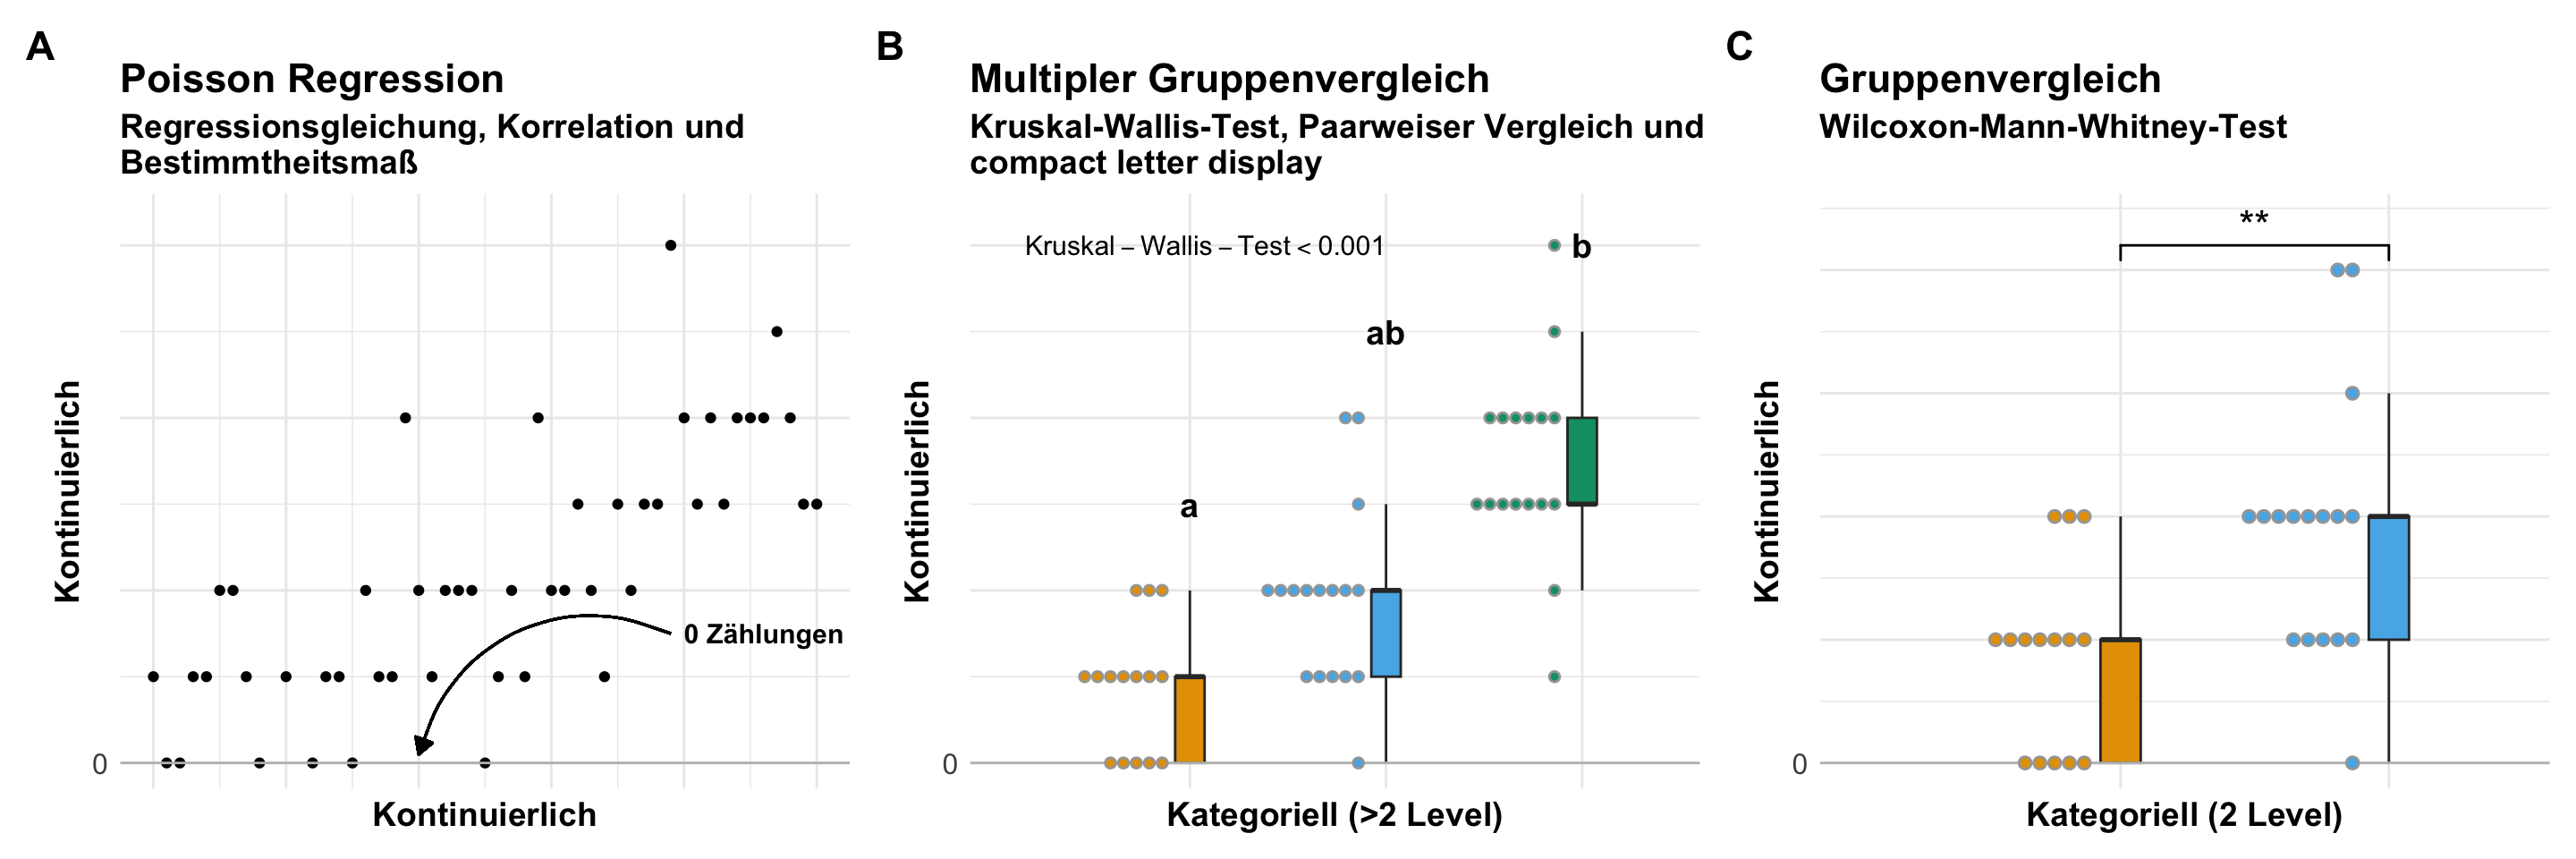 A
Poisson Regression
Regressionsgleichung, Korrelation und
Bestimmtheitsmaß
Kontinuierlich
0 Zählungen
0
Kontinuierlich
B
Multipler Gruppenvergleich
Kruskal-Wallis-Test, Paarweiser Vergleich und
compact letter display
Kruskal – Wallis – Test < 0.001
b
ab
a
Kontinuierlich
0
Kategoriell (>2 Level)
C
Gruppenvergleich
Wilcoxon-Mann-Whitney-Test
**
Kontinuierlich
0
Kategoriell (2 Level)